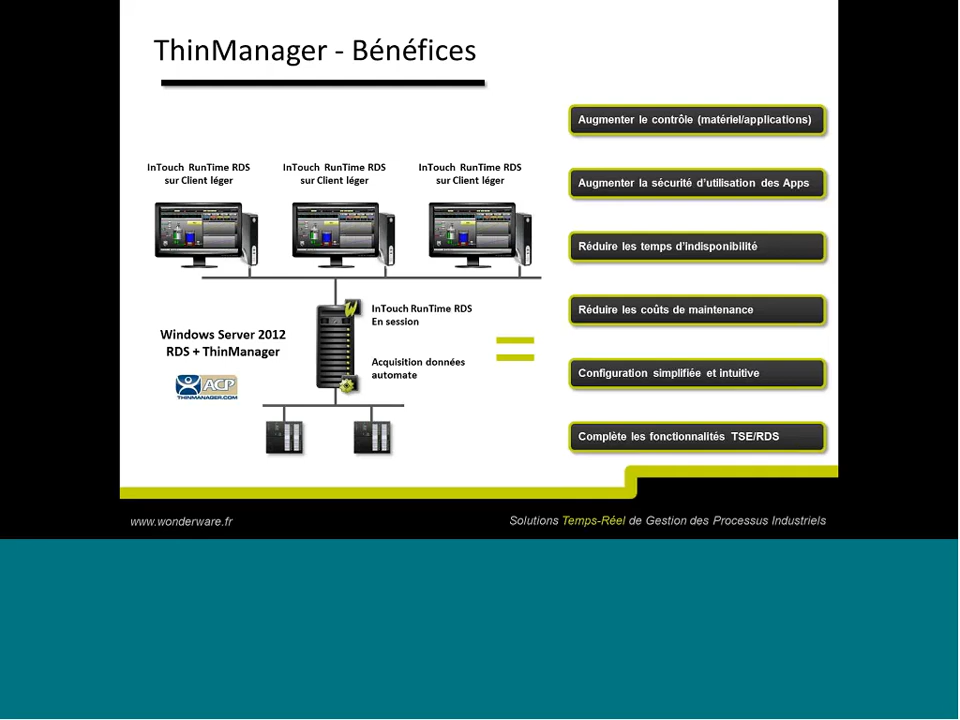 ThinManager - Bénéfices
InTouch RunTime RDS
sur Client léger
InTouch RunTime RDS
sur Client léger
InTouch RunTime RDS
sur Client léger
Windows Server 2012
RDS + ThinManager
ACP
THINMANAGER.COM
InTouch RunTime RDS
En session
Acquisition données
automate
=
Augmenter le contrôle (matériel/applications)
Augmenter la sécurité d'utilisation des Apps
Réduire les temps d'indisponibilité
Réduire les coûts de maintenance
Configuration simplifiée et intuitive
Complète les fonctionnalités TSE/RDS
www.wonderware.fr
Solutions Temps-Réel de Gestion des Processus Industriels